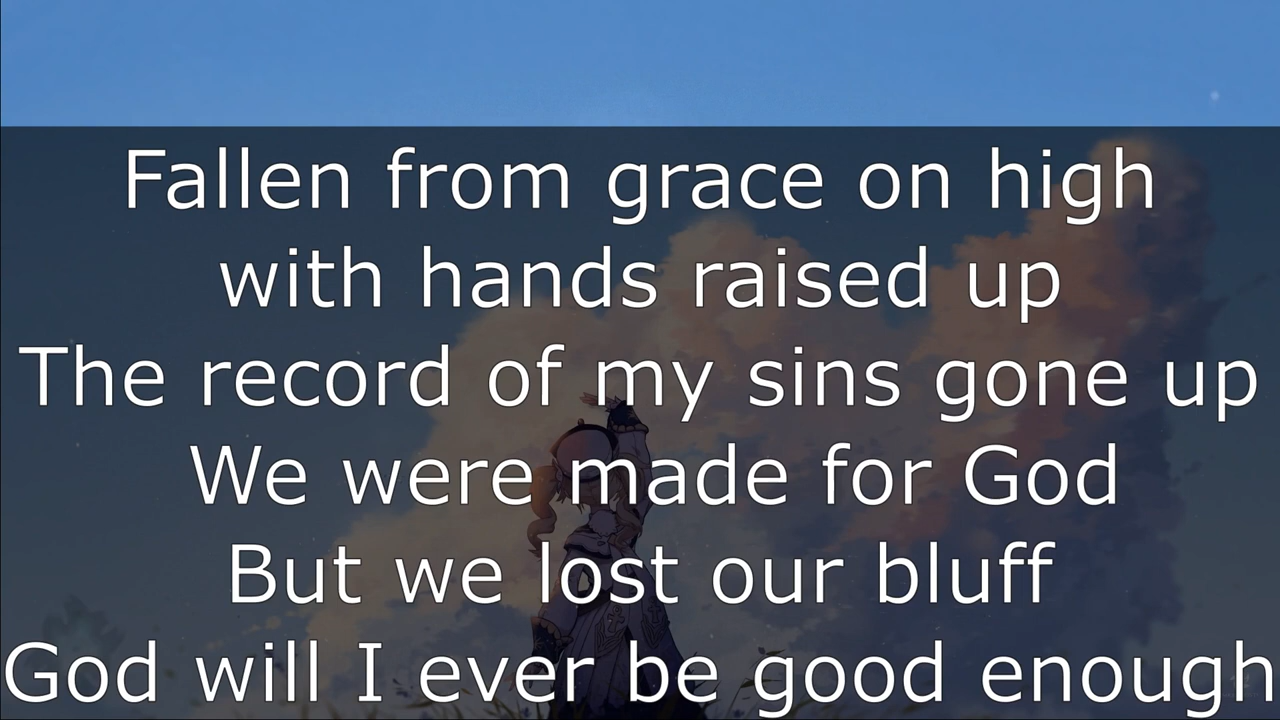 Fallen from grace on high
with hands raised up
The record of my sins gone up
We were made for God
But we lost our bluff
God will I ever be good enough